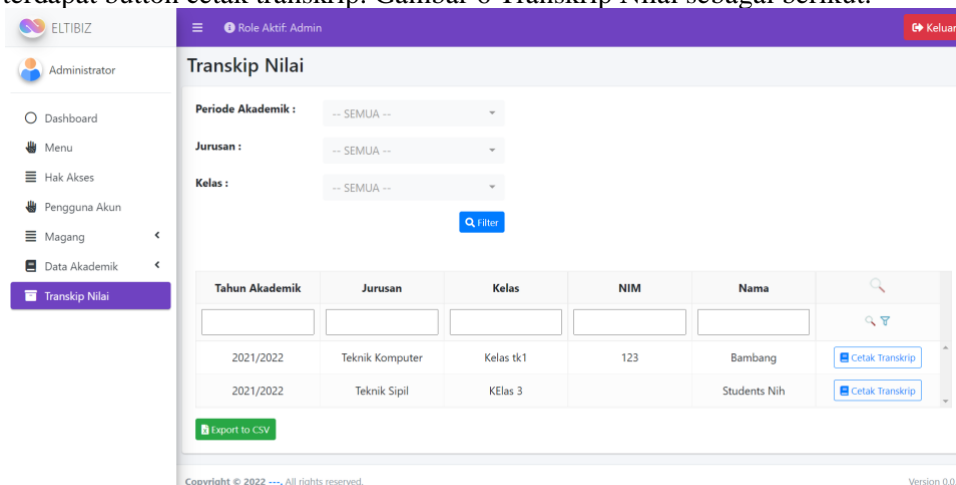 terdapat button cetak transkrip. Gambar 6 Transkrip Nilai sebagai berikut.
ELTIBIZ
Role Aktif: Admin
Keluar
Administrator
Transkip Nilai
Dashboard
Menu
Hak Akses
Pengguna Akun
Magang
Data Akademik
Transkip Nilai
Periode Akademik :
-- SEMUA --
Jurusan :
-- SEMUA --
Kelas :
-- SEMUA --
Filter
Tahun Akademik Jurusan Kelas NIM Nama
2021/2022 Teknik Komputer Kelas tk1 123 Bambang Cetak Transkrip
2021/2022 Teknik Sipil KElas 3 Students Nih Cetak Transkrip
Export to CSV
Copyright © 2022 ---. All rights reserved.
Version 0.0.